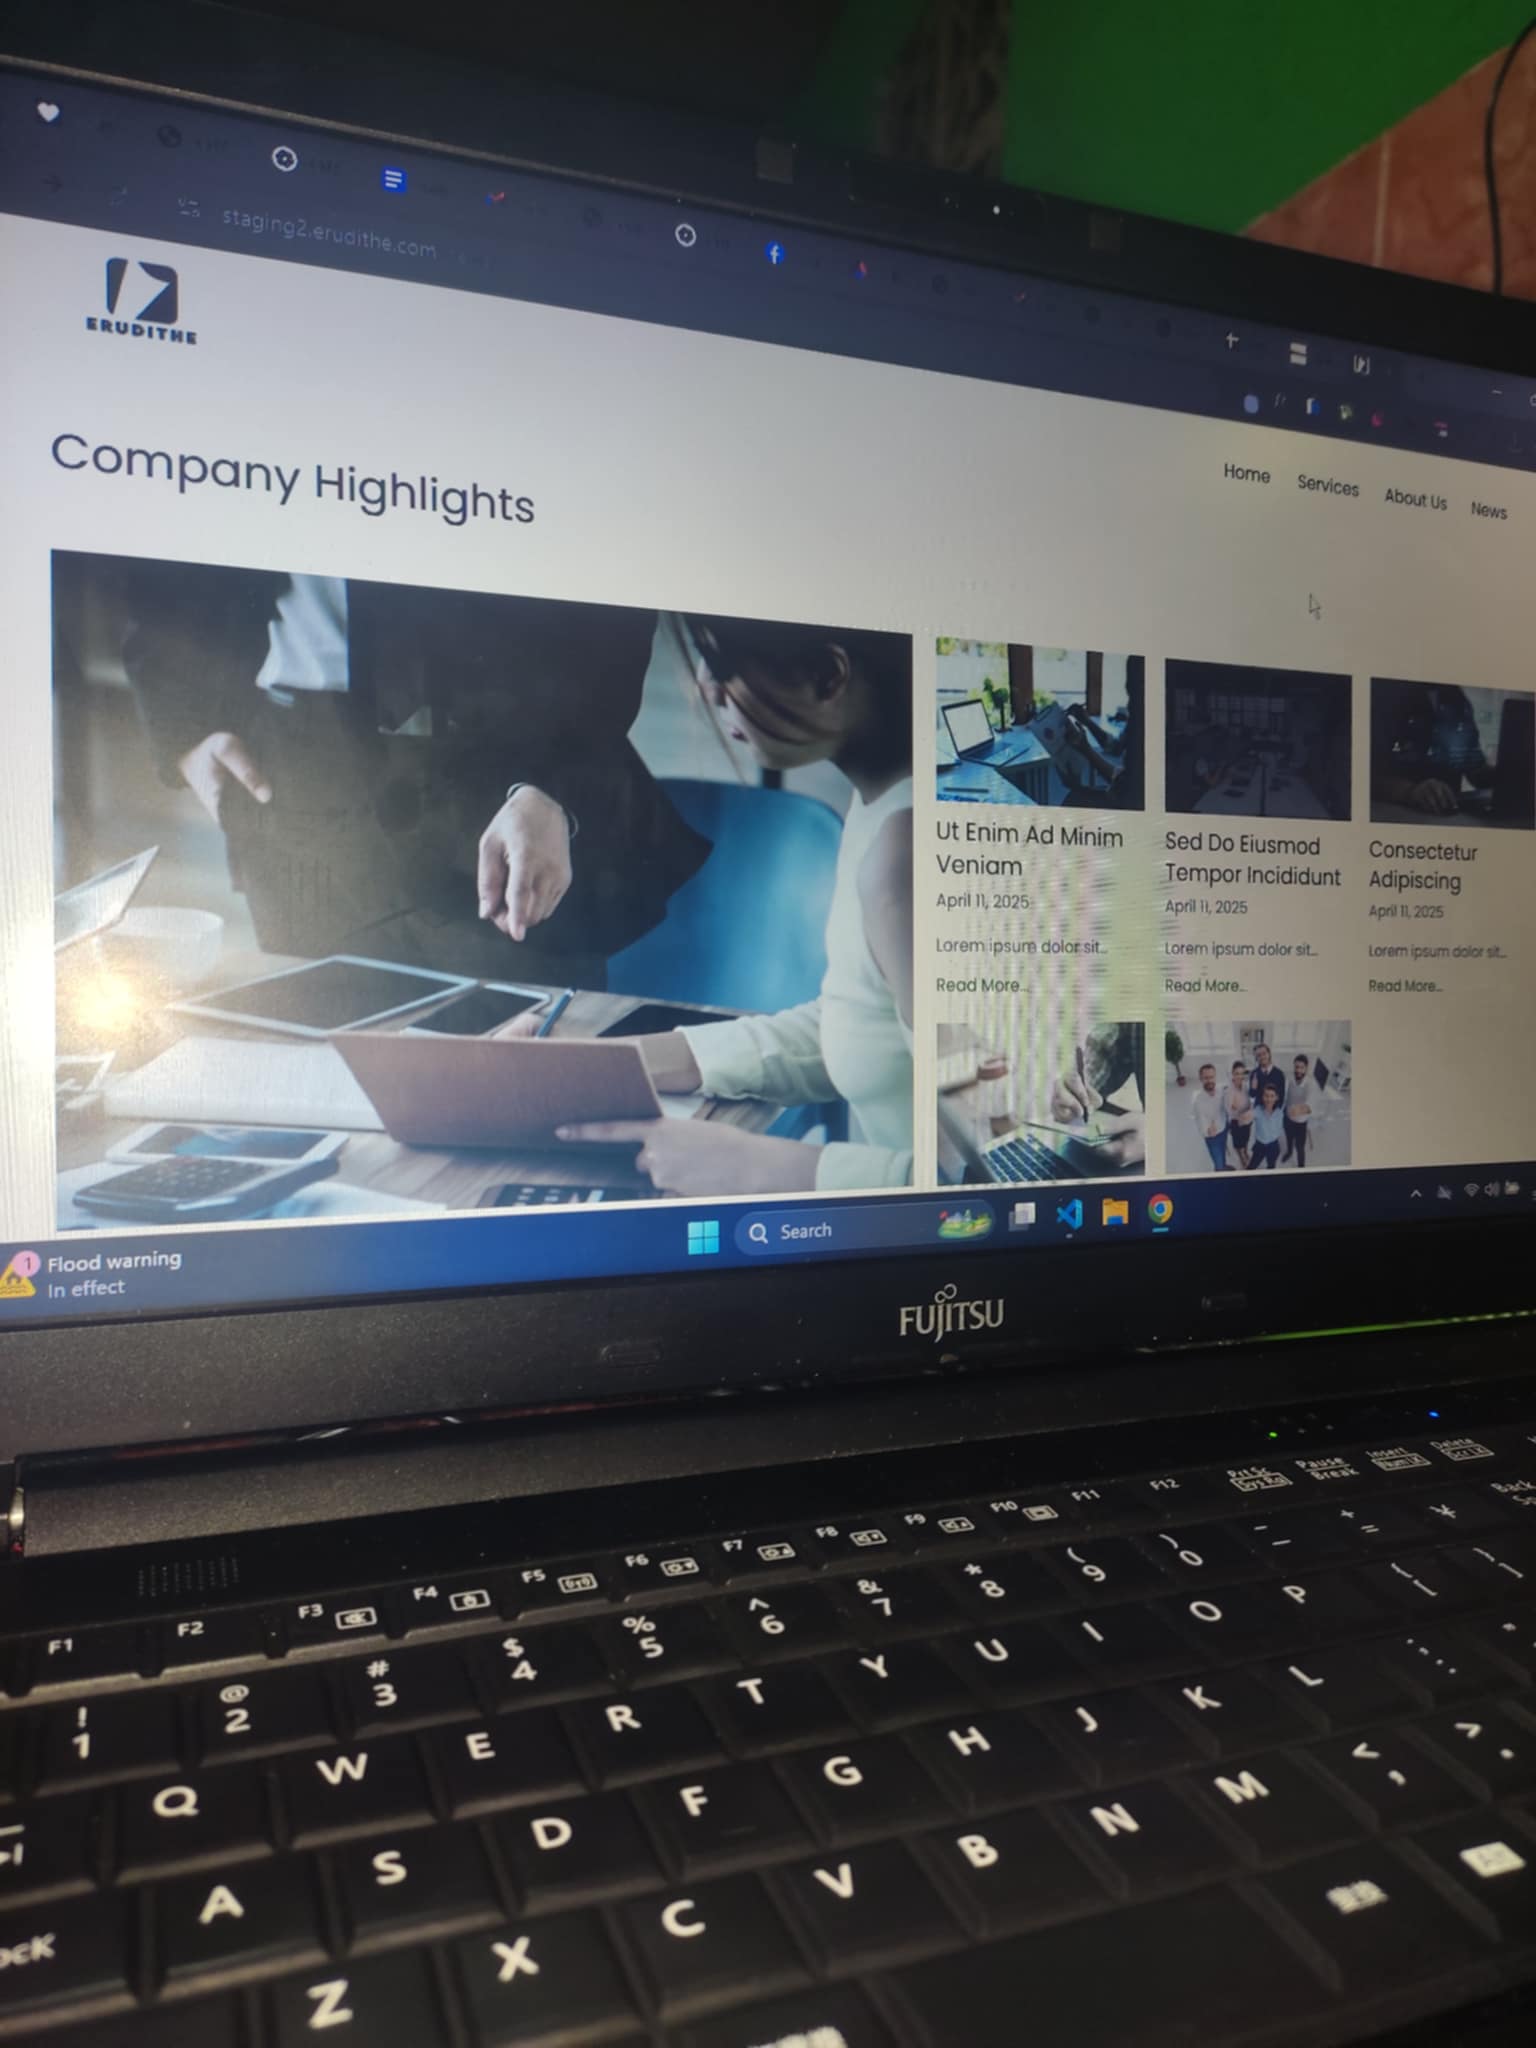 staging2.erudithe.com
ERUDITHE
Home Services About Us News
Company Highlights
Ut Enim Ad Minim
Veniam
April 11, 2025
Lorem ipsum dolor sit...
Read More...
Sed Do Eiusmod
Tempor Incididunt
April 11, 2025
Lorem ipsum dolor sit...
Read More...
Consectetur
Adipiscing
April 11, 2025
Lorem ipsum dolor sit...
Read More...
1
Flood warning
In effect
Search
FUJITSU
F1 F2 F3 F4 F5 F6 F7 F8 F9 F10 F11 F12 Pause Break Insert Delete
! 1 @ 2 # 3 $ 4 % 5 ^ 6 & 7 * 8 ( 9 ) 0 - + = ¥ Back
Q W E R T Y U I O P [
A S D F G H J K L
Z X C V B N M < , > .